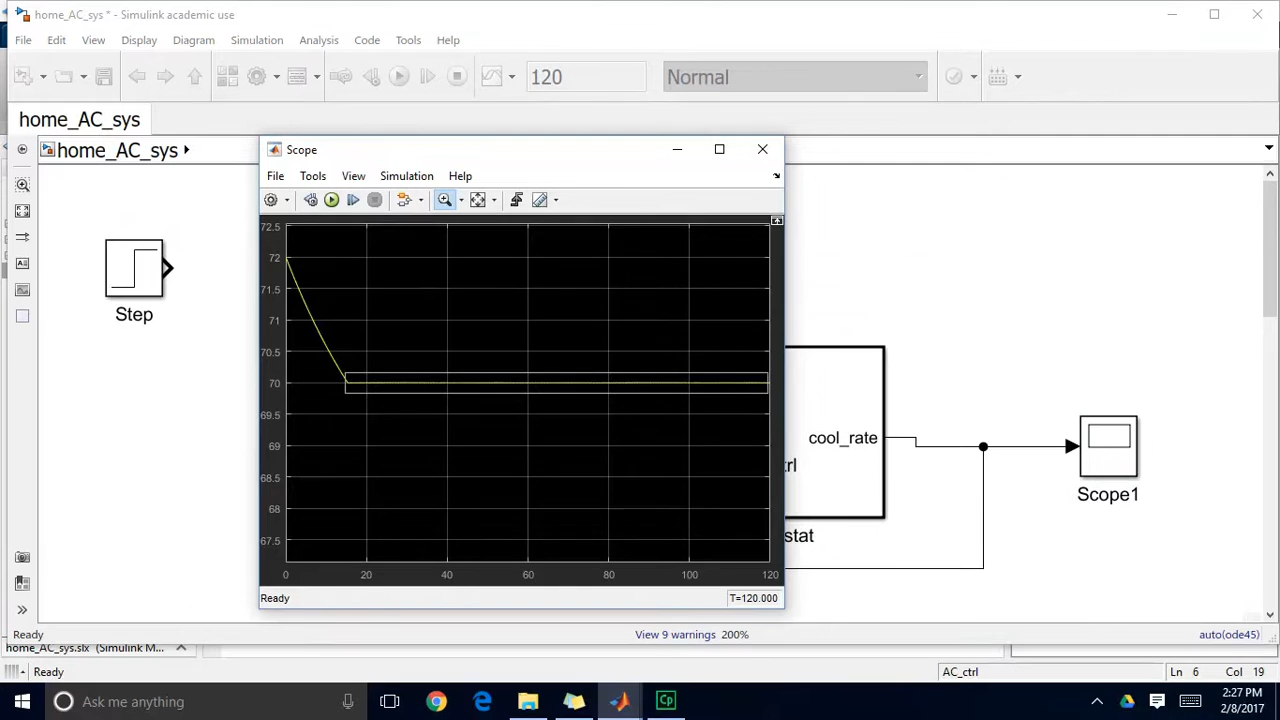 home_AC_sys * - Simulink academic use
File Edit View Display Diagram Simulation Analysis Code Tools Help
120 Normal
home_AC_sys
home_AC_sys
Scope
File Tools View Simulation Help
72.5
72
71.5
71
70.5
70
69.5
69
68.5
68
67.5
0 20 40 60 80 100 120
Ready T=120.000
Step
cool_rate
trl
stat
Scope1
Ready View 9 warnings 200% auto(ode45)
home_AC_sys.slx (Simulink M...
Ready AC_ctrl Ln 6 Col 19
Ask me anything
Cp
2:27 PM
2/8/2017